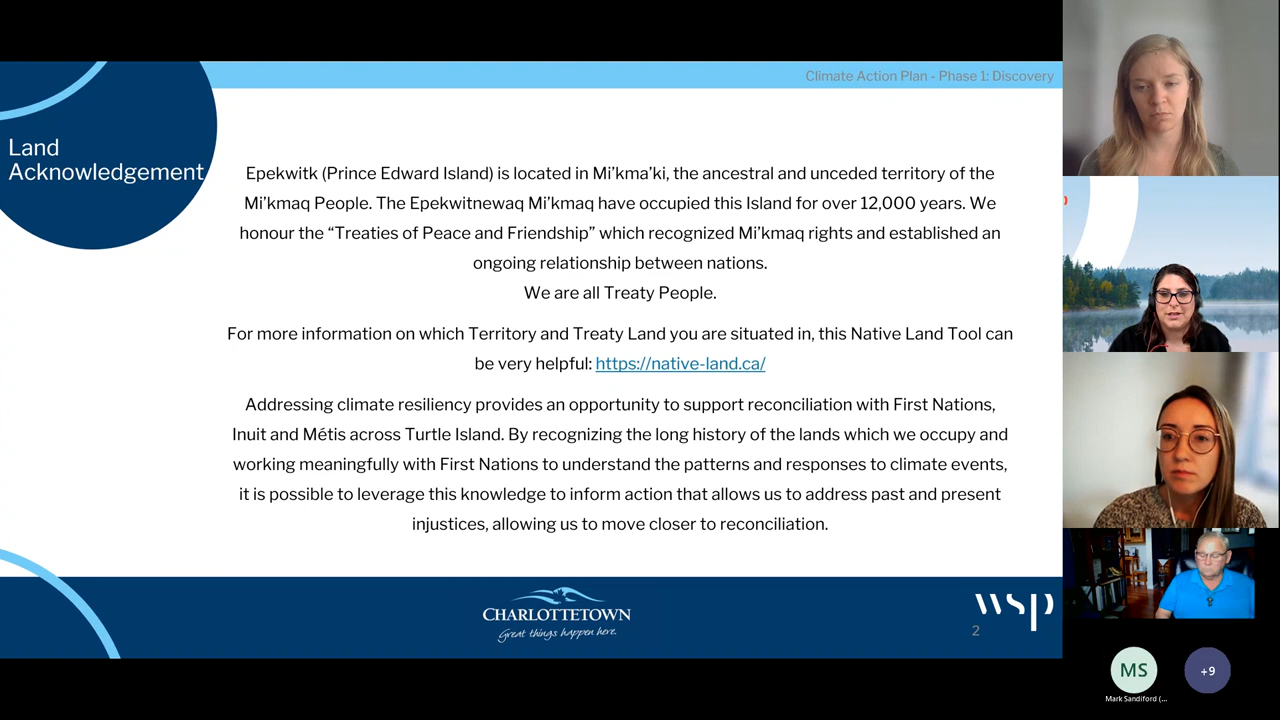 Climate Action Plan - Phase 1: Discovery
Land
Acknowledgement
Epekwitk (Prince Edward Island) is located in Mi’kma’ki, the ancestral and unceded territory of the
Mi’kmaq People. The Epekwitnewaq Mi’kmaq have occupied this Island for over 12,000 years. We
honour the “Treaties of Peace and Friendship” which recognized Mi’kmaq rights and established an
ongoing relationship between nations.
We are all Treaty People.
For more information on which Territory and Treaty Land you are situated in, this Native Land Tool can
be very helpful: https://native-land.ca/
Addressing climate resiliency provides an opportunity to support reconciliation with First Nations,
Inuit and Métis across Turtle Island. By recognizing the long history of the lands which we occupy and
working meaningfully with First Nations to understand the patterns and responses to climate events,
it is possible to leverage this knowledge to inform action that allows us to address past and present
injustices, allowing us to move closer to reconciliation.
CHARLOTTETOWN
Great things happen here.
wsp
2
MS
Mark Sandiford (...
+9